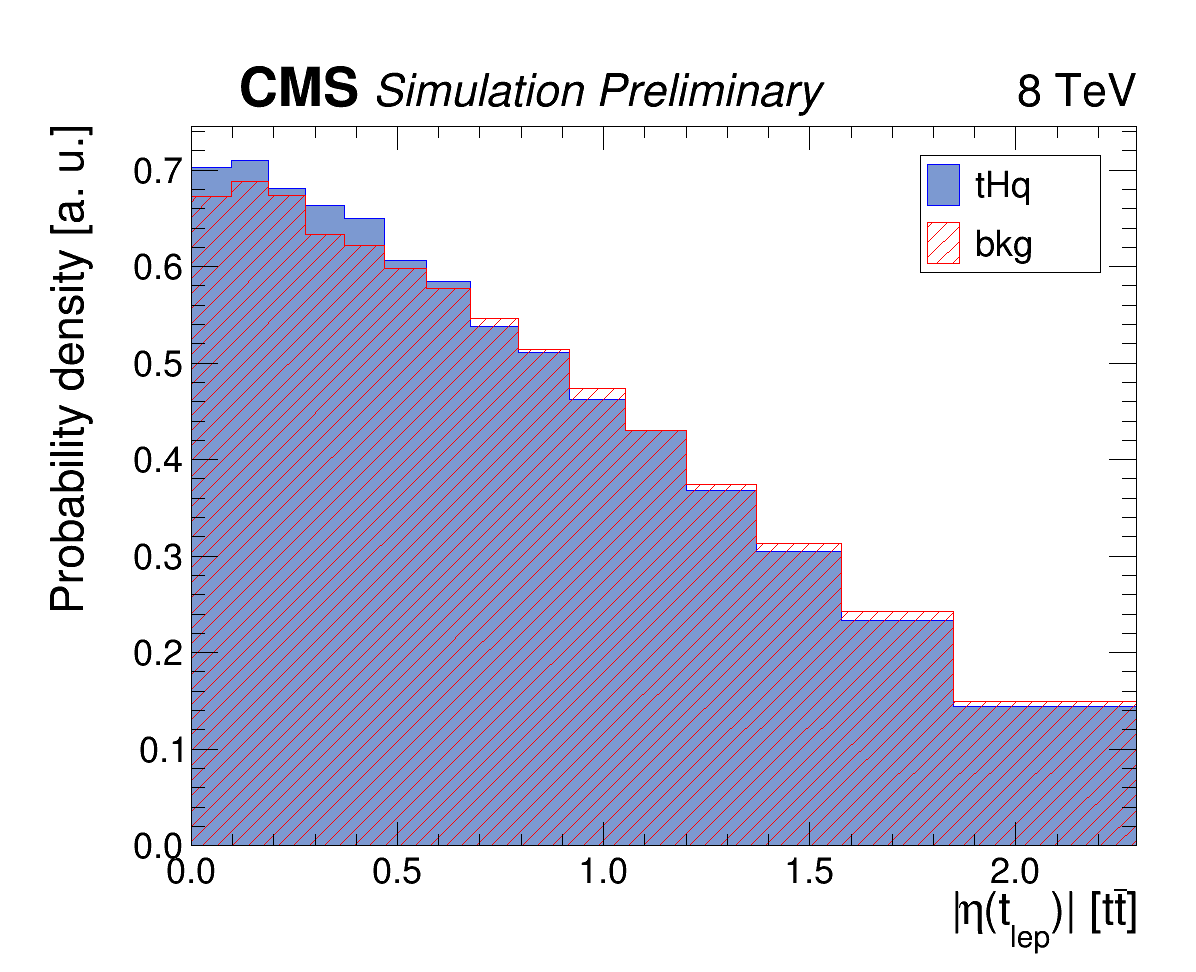 CMS Simulation Preliminary 8 TeV
Probability density [a. u.]
tHq
bkg
0.7
0.6
0.5
0.4
0.3
0.2
0.1
0.0
0.0 0.5 1.0 1.5 2.0
|η(t_lep)| [tt̄]